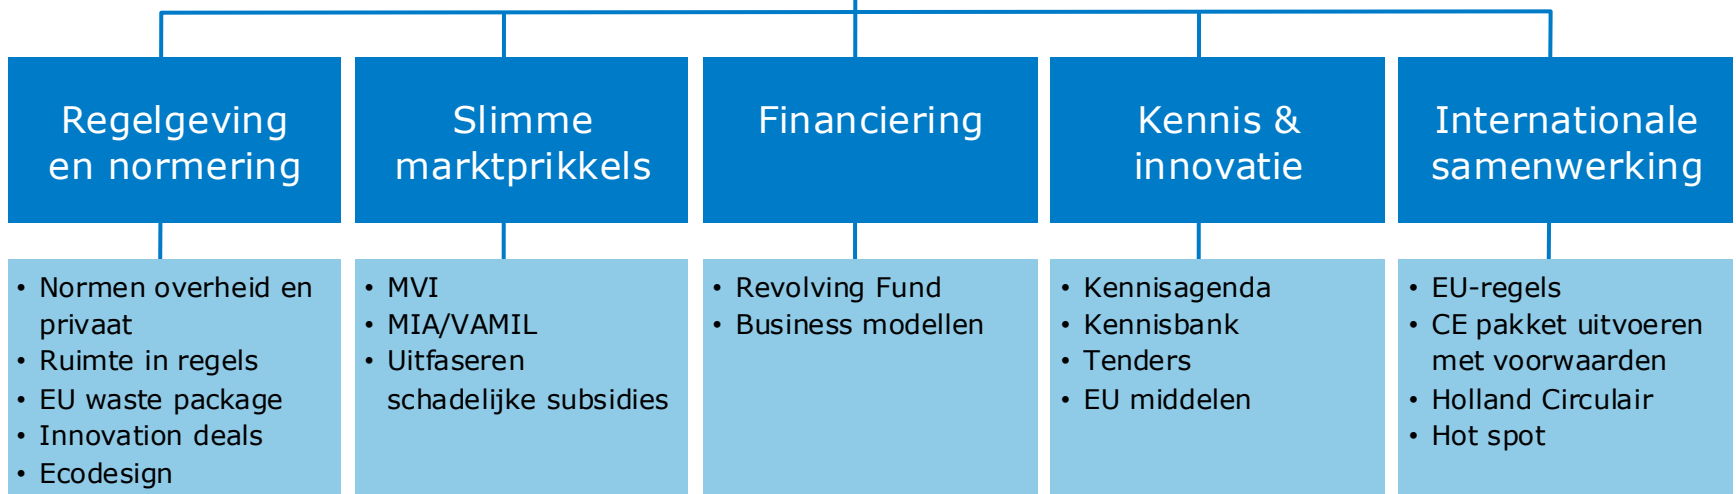 Regelgeving
en normering
Slimme
marktprikkels
Financiering
Kennis &
innovatie
Internationale
samenwerking
• Normen overheid en
privaat
• Ruimte in regels
• EU waste package
• Innovation deals
• Ecodesign
• MVI
• MIA/VAMIL
• Uitfaseren
schadelijke subsidies
• Revolving Fund
• Business modellen
• Kennisagenda
• Kennisbank
• Tenders
• EU middelen
• EU-regels
• CE pakket uitvoeren
met voorwaarden
• Holland Circulair
• Hot spot